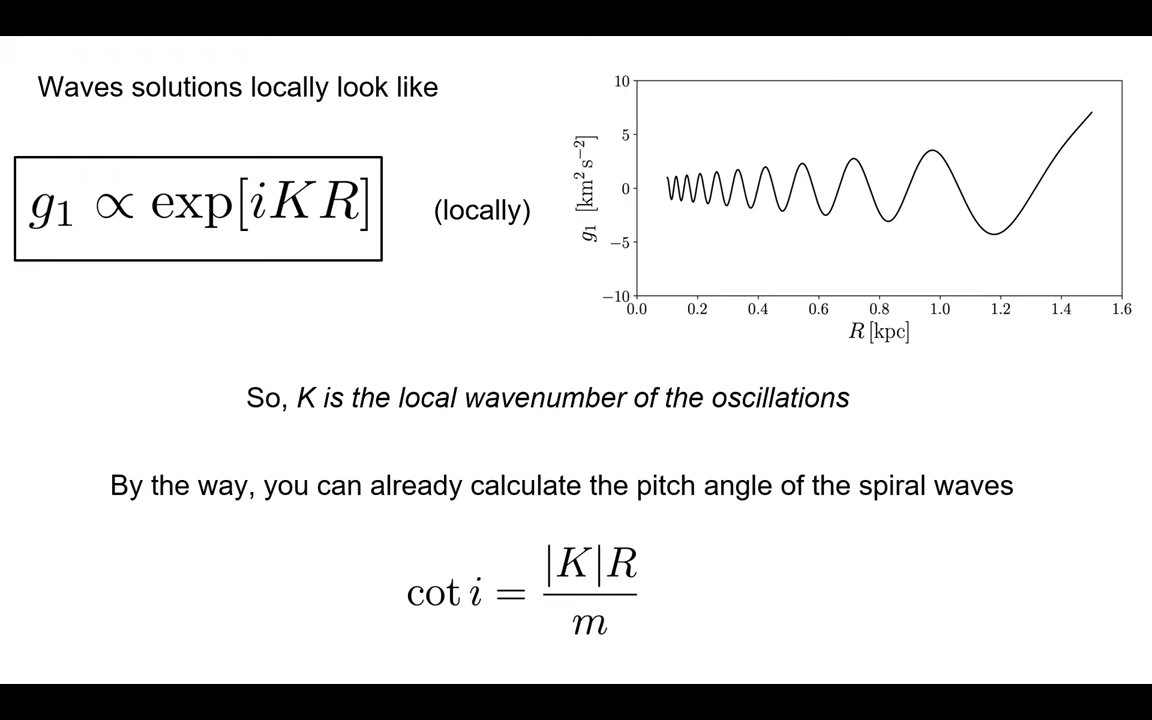 Waves solutions locally look like
g₁ ∝ exp[iKR]
(locally)
10
5
0
−5
−10
g₁ [km² s⁻²]
0.0 0.2 0.4 0.6 0.8 1.0 1.2 1.4 1.6
R [kpc]
So, K is the local wavenumber of the oscillations
By the way, you can already calculate the pitch angle of the spiral waves
cot i = |K|R / m